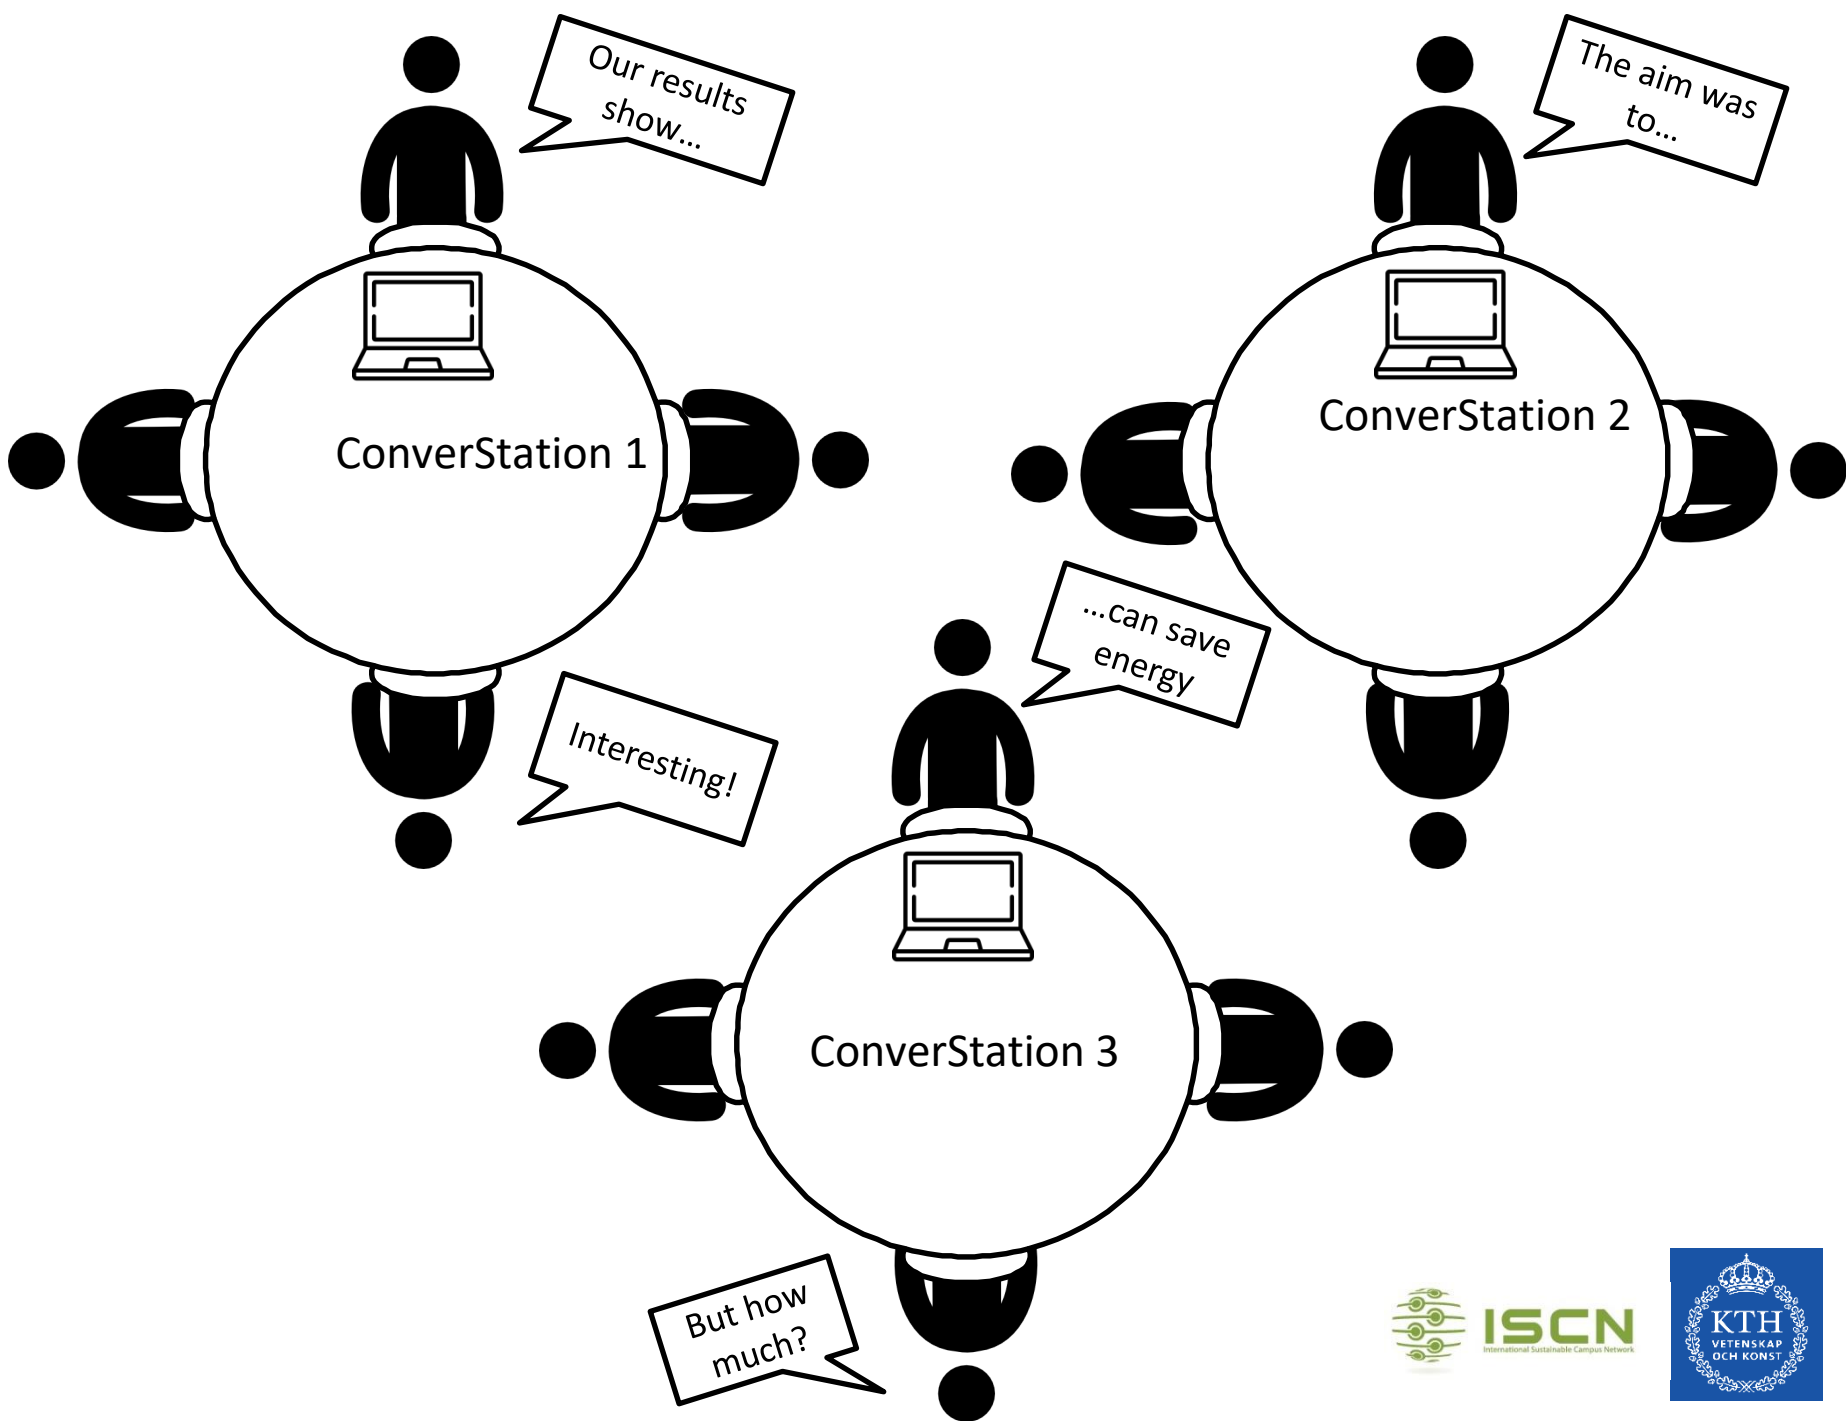 Our results
show...
The aim was
to...
ConverStation 1
ConverStation 2
...can save
energy
Interesting!
ConverStation 3
But how
much?
ISCN
International Sustainable Campus Network
KTH
VETENSKAP
OCH KONST